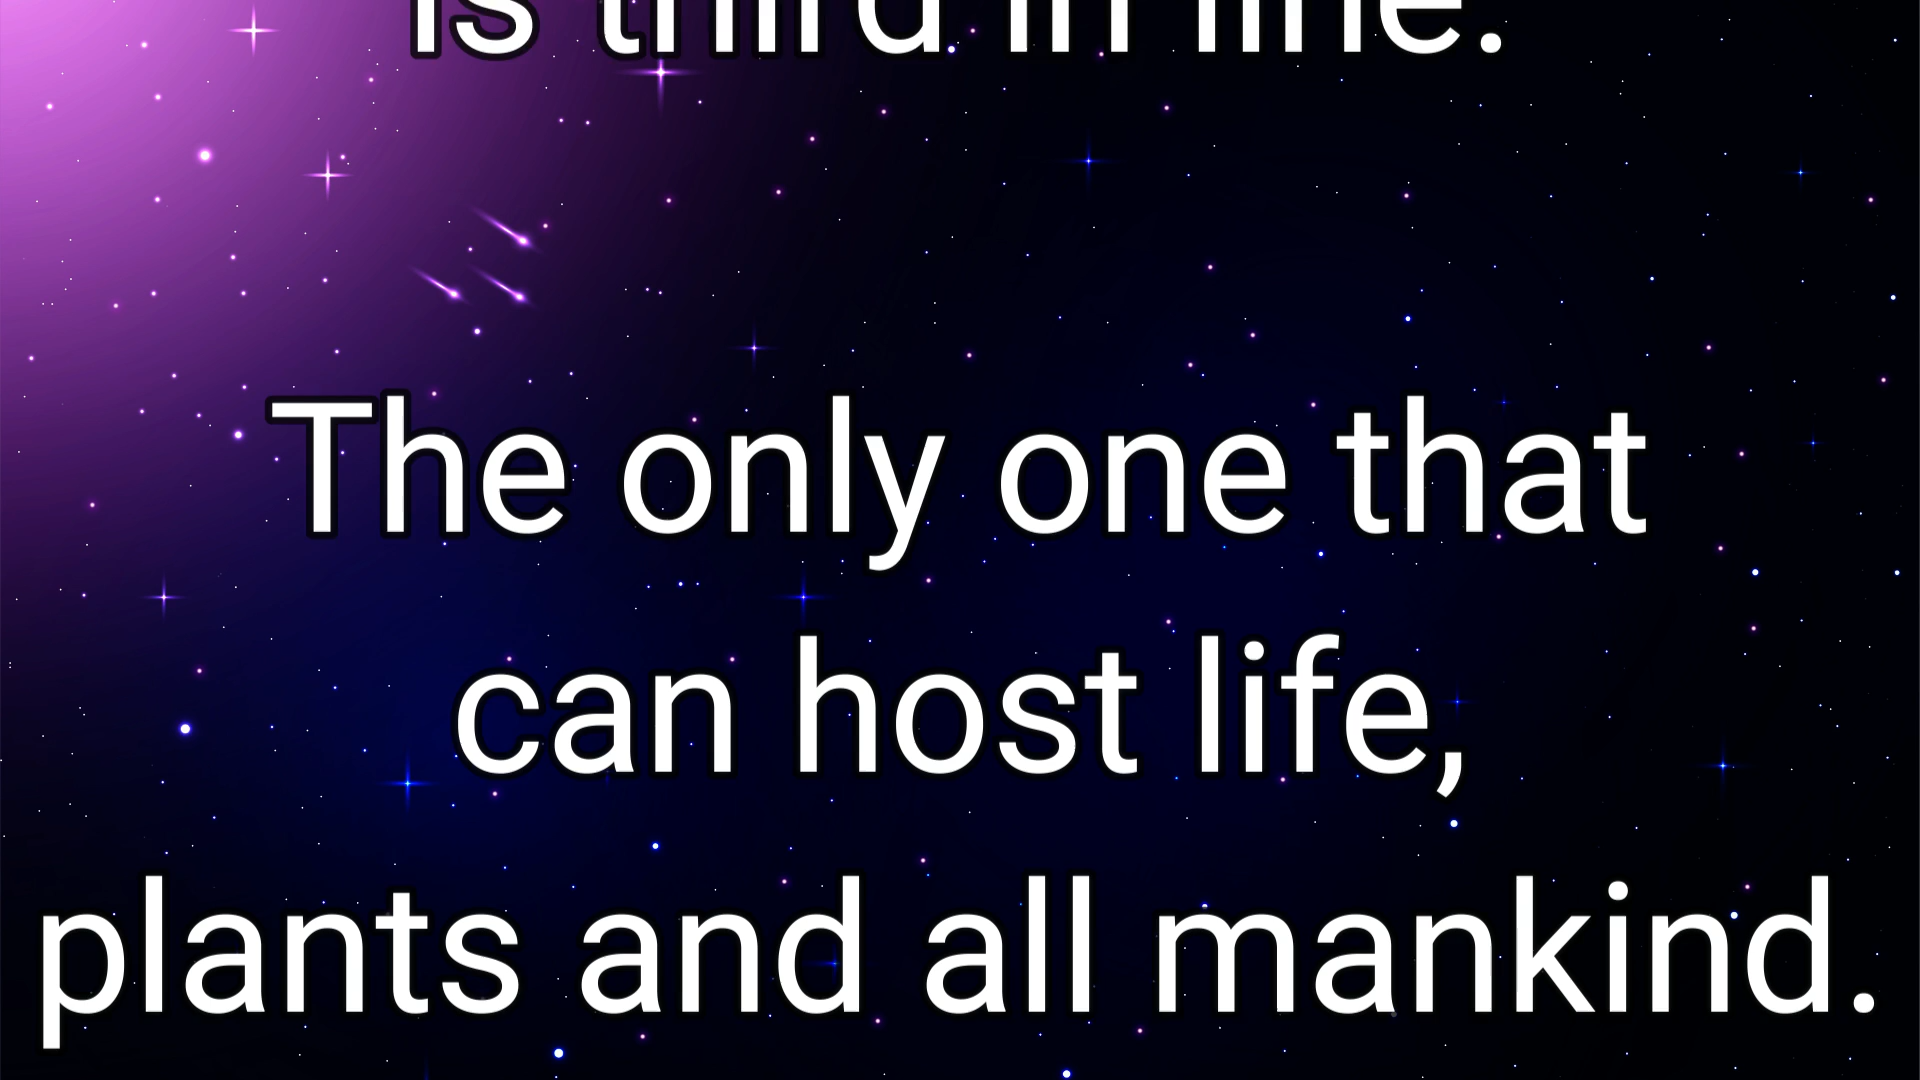 is third in line.
The only one that
can host life,
plants and all mankind.